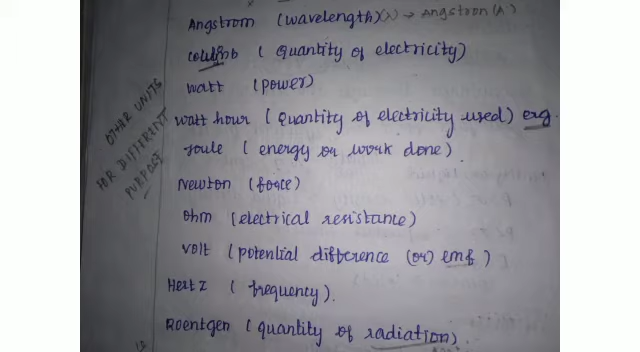 Angstrom (wavelength)(λ) → Angstron (A°)
coulomb (quantity of electricity)
watt (power)
watt hour (quantity of electricity used) erg.
Joule (energy or work done).
Newton (force)
ohm (electrical resistance)
volt (potential difference (or) emf)
Hertz (frequency).
Roentgen (quantity of radiation).
OTHER UNITS
FOR DIFFERENT
PURPOSE